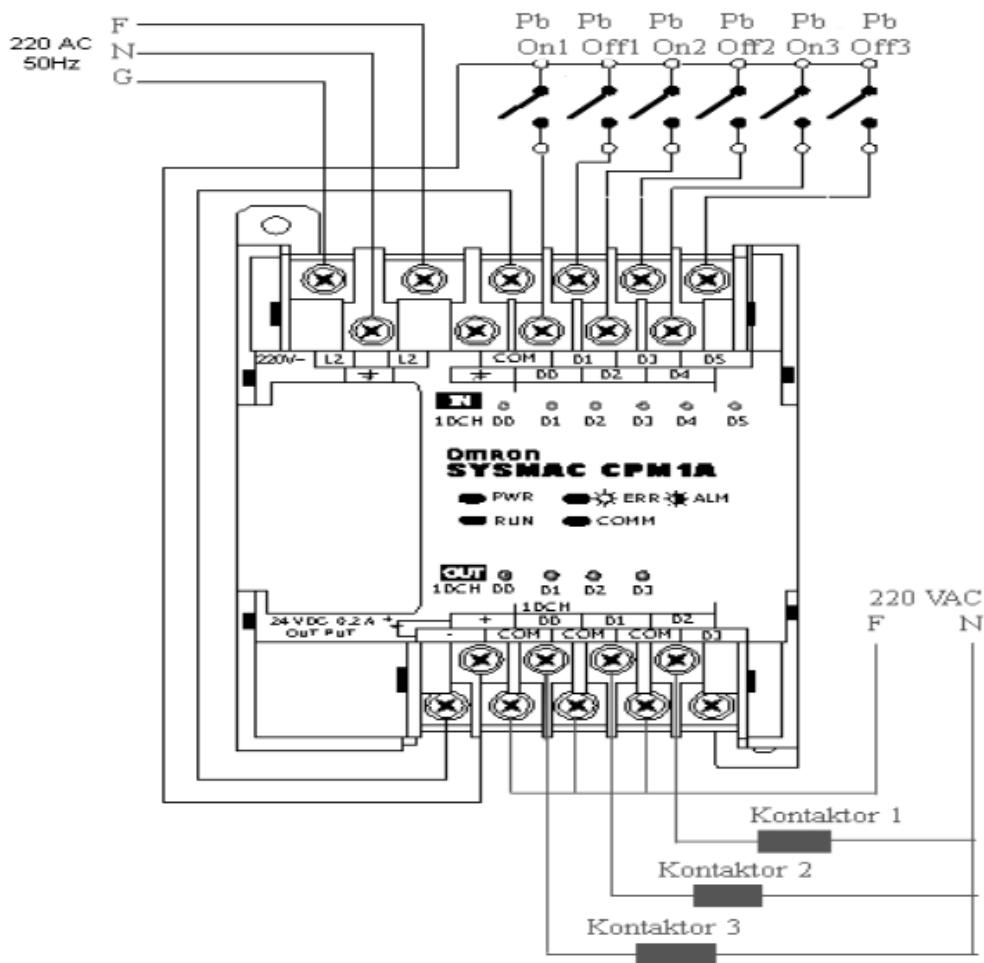 220 AC
50Hz
F
N
G
Pb On1
Pb Off1
Pb On2
Pb Off2
Pb On3
Pb Off3
220V~ L2 L2 COM D1 D3 D5
DD D2 D4
IN
1DCH DD D1 D2 D3 D4 D5
OMRON
SYSMAC CPM1A
PWR ERR ALM
RUN COMM
OUT
1DCH DD D1 D2 D3
1DCH
24 VDC 0.2 A + + DD D1 D2
OUT PUT - - COM COM COM D3
220 VAC
F N
Kontaktor 1
Kontaktor 2
Kontaktor 3